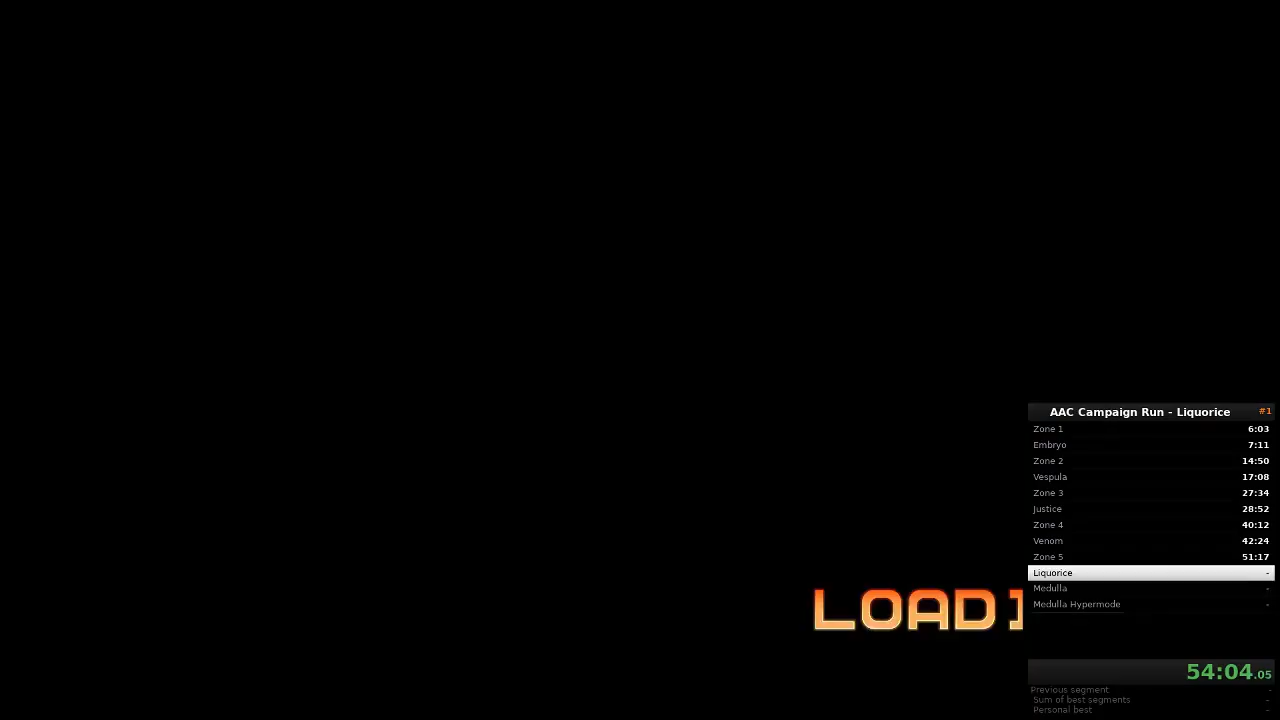 AAC Campaign Run - Liquorice #1
Zone 1 6:03
Embryo 7:11
Zone 2 14:50
Vespula 17:08
Zone 3 27:34
Justice 28:52
Zone 4 40:12
Venom 42:24
Zone 5 51:17
Liquorice -
Medulla -
Medulla Hypermode -
LOADI
54:04.05
Previous segment -
Sum of best segments -
Personal best -